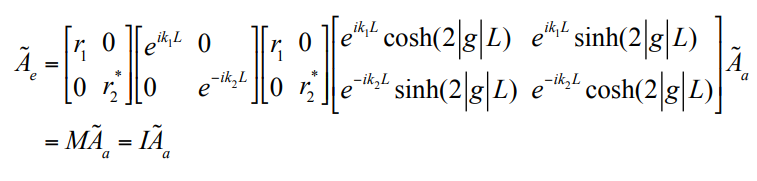 Ã_e = [r_1 0; 0 r_2^*] [e^{ik_1L} 0; 0 e^{-ik_2L}] [r_1 0; 0 r_2^*] [e^{ik_1L} cosh(2|g|L) e^{ik_1L} sinh(2|g|L); e^{-ik_2L} sinh(2|g|L) e^{-ik_2L} cosh(2|g|L)] Ã_a
= MÃ_a = IÃ_a